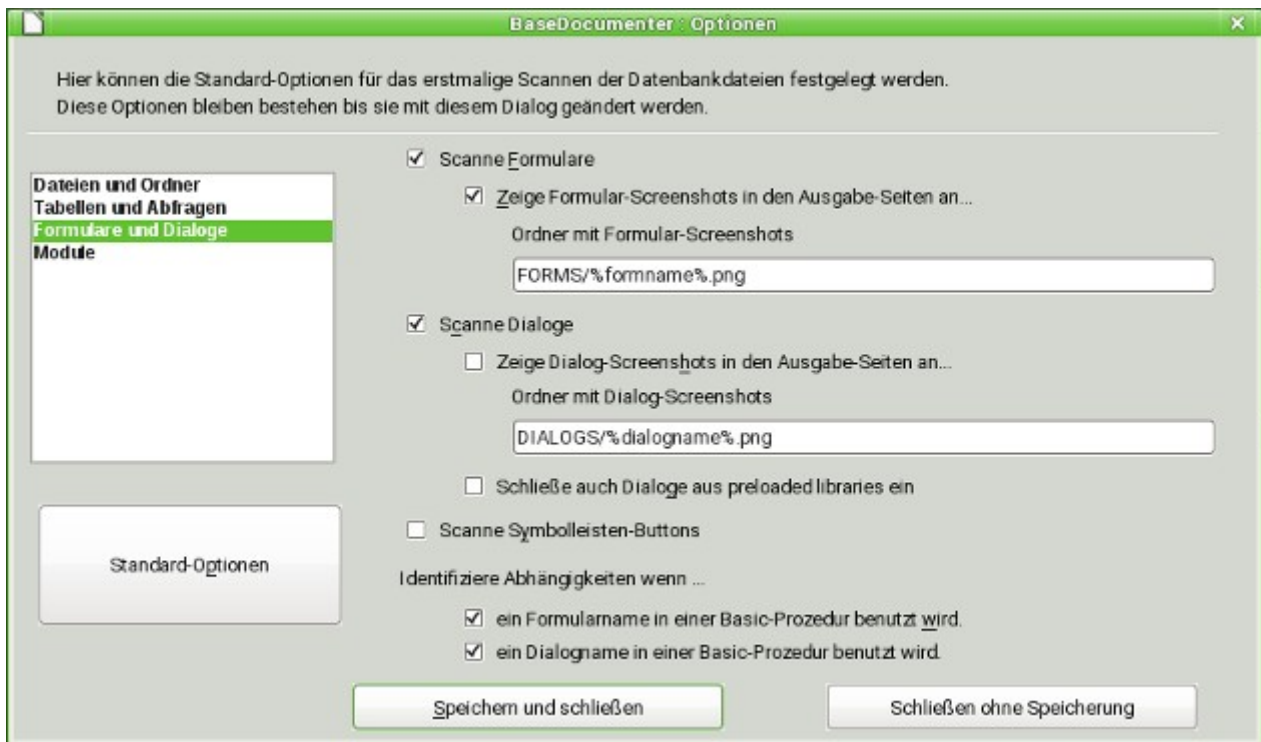 BaseDocumenter : Optionen
Hier können die Standard-Optionen für das erstmalige Scannen der Datenbankdateien festgelegt werden.
Diese Optionen bleiben bestehen bis sie mit diesem Dialog geändert werden.
Dateien und Ordner
Tabellen und Abfragen
Formulare und Dialoge
Module
Standard-Optionen
Scanne Formulare
Zeige Formular-Screenshots in den Ausgabe-Seiten an...
Ordner mit Formular-Screenshots
FORMS/%formname%.png
Scanne Dialoge
Zeige Dialog-Screenshots in den Ausgabe-Seiten an...
Ordner mit Dialog-Screenshots
DIALOGS/%dialogname%.png
Schließe auch Dialoge aus preloaded libraries ein
Scanne Symbolleisten-Buttons
Identifiziere Abhängigkeiten wenn ...
ein Formularname in einer Basic-Prozedur benutzt wird.
ein Dialogname in einer Basic-Prozedur benutzt wird.
Speichern und schließen
Schließen ohne Speicherung